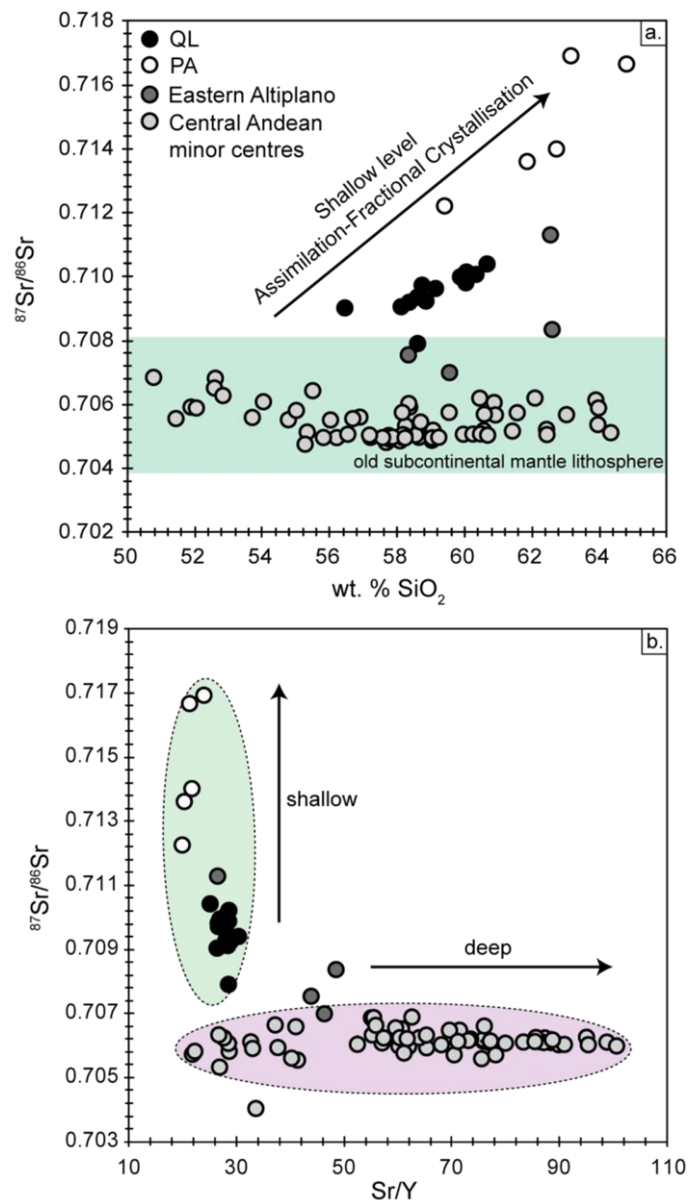 a.
QL
PA
Eastern Altiplano
Central Andean
minor centres
Shallow level
Assimilation-Fractional Crystallisation
old subcontinental mantle lithosphere
0.718
0.716
0.714
0.712
0.710
0.708
0.706
0.704
0.702
⁸⁷Sr/⁸⁶Sr
50 52 54 56 58 60 62 64 66
wt. % SiO₂
b.
0.719
0.717
0.715
0.713
0.711
0.709
0.707
0.705
0.703
⁸⁷Sr/⁸⁶Sr
shallow
deep
10 30 50 70 90 110
Sr/Y